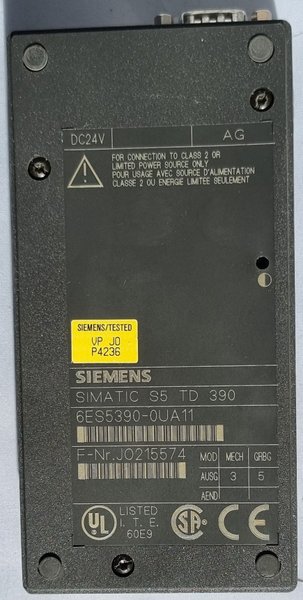 DC24V AG
FOR CONNECTION TO CLASS 2 OR
LIMITED POWER SOURCE ONLY
POUR USAGE AVEC SOURCE D'ALIMENTATION
CLASSE 2 OU ENERGIE LIMITEE SEULEMENT
SIEMENS/TESTED
VP JO
P4236
SIEMENS
SIMATIC S5 TD 390
6ES5390-0UA11
F-Nr.JO215574
MOD MECH GRBG
AUSG 3 5
AEND
UL
LISTED
I. T. E.
60E9
SA
CE